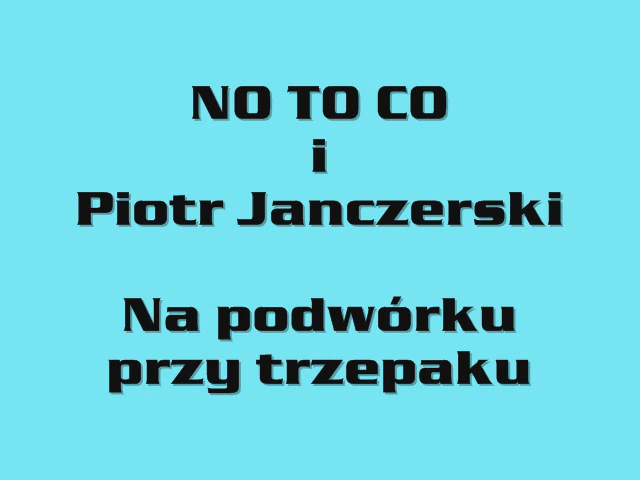 NO TO CO
i
Piotr Janczerski
Na podwórku
przy trzepaku